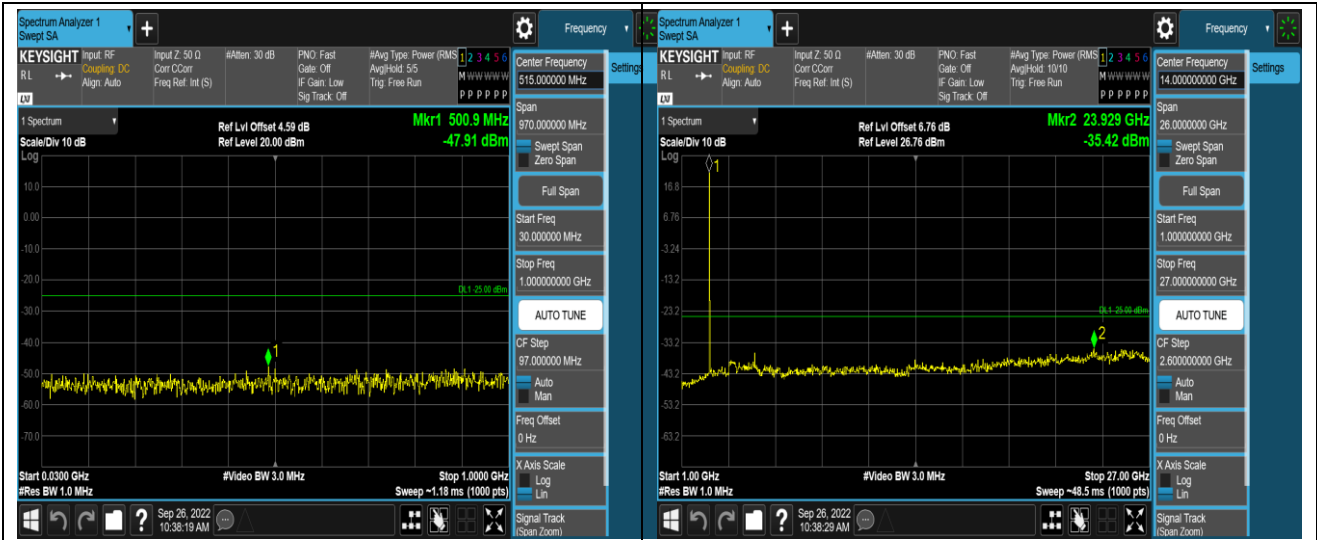 Spectrum Analyzer 1
Swept SA
+
Frequency
KEYSIGHT
RL
LXI
Input: RF
Coupling: DC
Align: Auto
Input Z: 50 Ω
Corr CCorr
Freq Ref: Int (S)
#Atten: 30 dB
PNO: Fast
Gate: Off
IF Gain: Low
Sig Track: Off
#Avg Type: Power (RMS
Avg|Hold: 5/5
Trig: Free Run
1 2 3 4 5 6
M W W W W W
P P P P P P
Center Frequency
515.000000 MHz
Settings
1 Spectrum
Scale/Div 10 dB
Log
Ref Lvl Offset 4.59 dB
Ref Level 20.00 dBm
Mkr1 500.9 MHz
-47.91 dBm
10.0
0.00
-10.0
-20.0
-30.0
-40.0
-50.0
-60.0
-70.0
DL1 -25.00 dBm
1
Start 0.0300 GHz
#Res BW 1.0 MHz
#Video BW 3.0 MHz
Stop 1.0000 GHz
Sweep ~1.18 ms (1000 pts)
Span
970.000000 MHz
Swept Span
Zero Span
Full Span
Start Freq
30.000000 MHz
Stop Freq
1.000000000 GHz
AUTO TUNE
CF Step
97.000000 MHz
Auto
Man
Freq Offset
0 Hz
X Axis Scale
Log
Lin
Signal Track
(Span Zoom)
?
Sep 26, 2022
10:38:19 AM
Spectrum Analyzer 1
Swept SA
+
Frequency
KEYSIGHT
RL
LXI
Input: RF
Coupling: DC
Align: Auto
Input Z: 50 Ω
Corr CCorr
Freq Ref: Int (S)
#Atten: 30 dB
PNO: Fast
Gate: Off
IF Gain: Low
Sig Track: Off
#Avg Type: Power (RMS
Avg|Hold: 10/10
Trig: Free Run
1 2 3 4 5 6
M W W W W W
P P P P P P
Center Frequency
14.000000000 GHz
Settings
1 Spectrum
Scale/Div 10 dB
Log
Ref Lvl Offset 6.76 dB
Ref Level 26.76 dBm
Mkr2 23.929 GHz
-35.42 dBm
16.8
6.76
-3.24
-13.2
-23.2
-33.2
-43.2
-53.2
-63.2
1
DL1 -25.00 dBm
2
Start 1.00 GHz
#Res BW 1.0 MHz
#Video BW 3.0 MHz
Stop 27.00 GHz
Sweep ~48.5 ms (1000 pts)
Span
26.0000000 GHz
Swept Span
Zero Span
Full Span
Start Freq
1.000000000 GHz
Stop Freq
27.000000000 GHz
AUTO TUNE
CF Step
2.600000000 GHz
Auto
Man
Freq Offset
0 Hz
X Axis Scale
Log
Lin
Signal Track
(Span Zoom)
?
Sep 26, 2022
10:38:29 AM